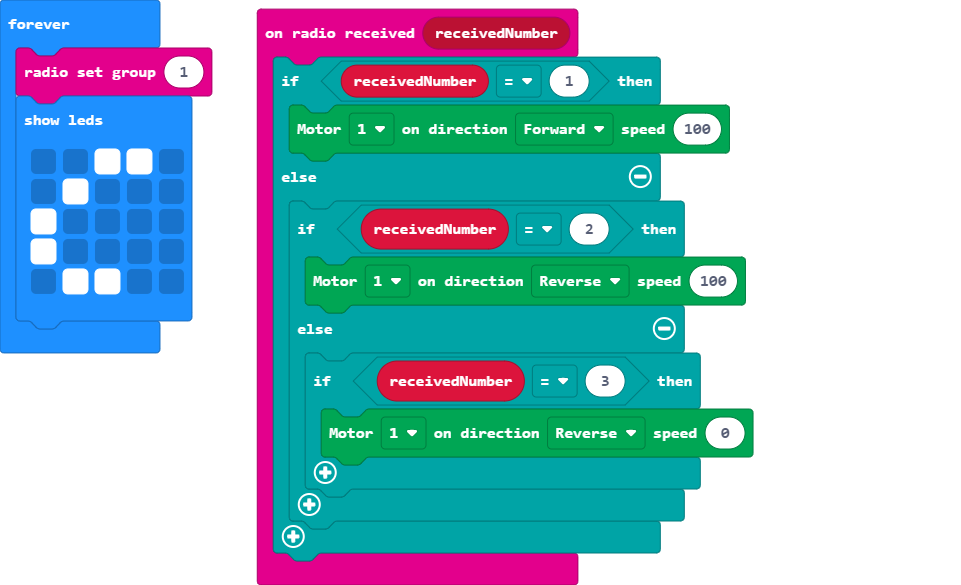 forever
radio set group 1
show leds
on radio received receivedNumber
if receivedNumber = 1 then
Motor 1 on direction Forward speed 100
else
if receivedNumber = 2 then
Motor 1 on direction Reverse speed 100
else
if receivedNumber = 3 then
Motor 1 on direction Reverse speed 0